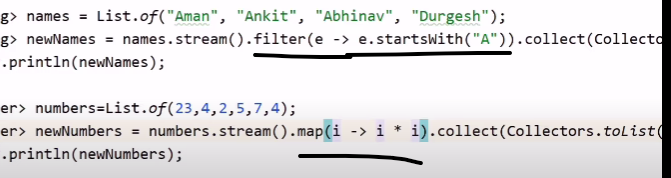 g> names = List.of("Aman", "Ankit", "Abhinav", "Durgesh");
g> newNames = names.stream().filter(e -> e.startsWith("A")).collect(Collecto
.println(newNames);
er> numbers=List.of(23,4,2,5,7,4);
er> newNumbers = numbers.stream().map(i -> i * i).collect(Collectors.toList(
.println(newNumbers);